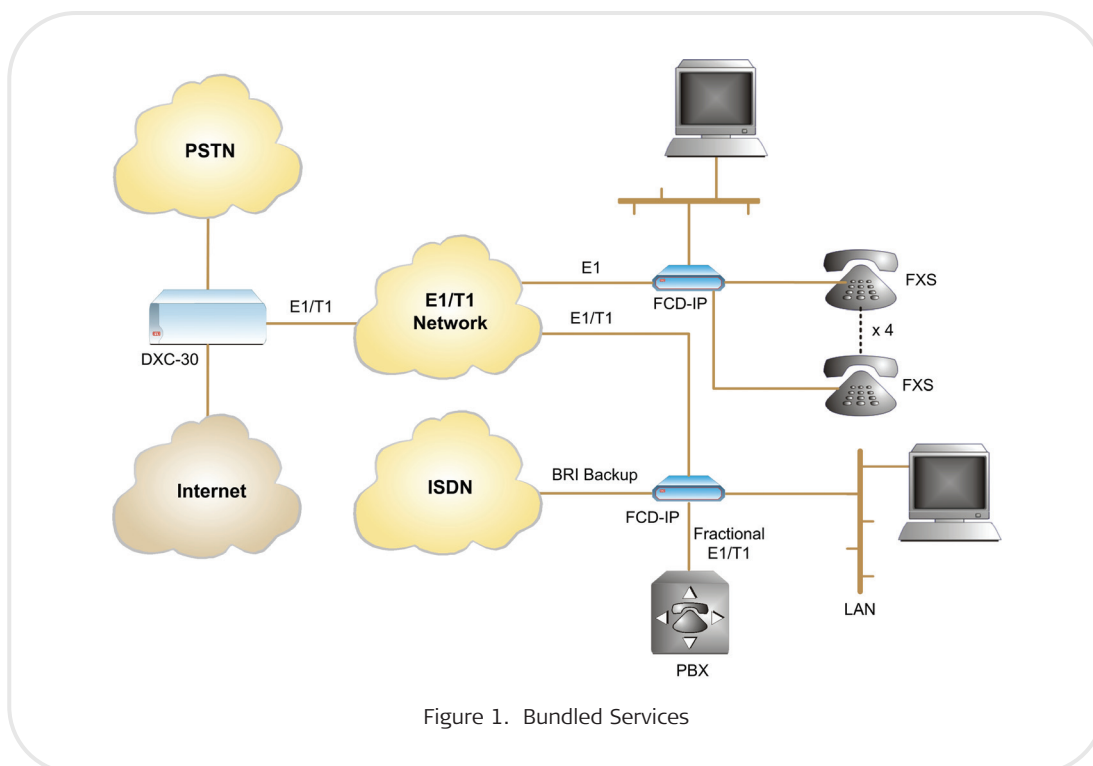 PSTN
E1
FCD-IP
FXS
E1/T1
E1/T1
Network
E1/T1
x 4
DXC-30
FXS
BRI Backup
Internet
ISDN
FCD-IP
Fractional
E1/T1
LAN
PBX
Figure 1. Bundled Services